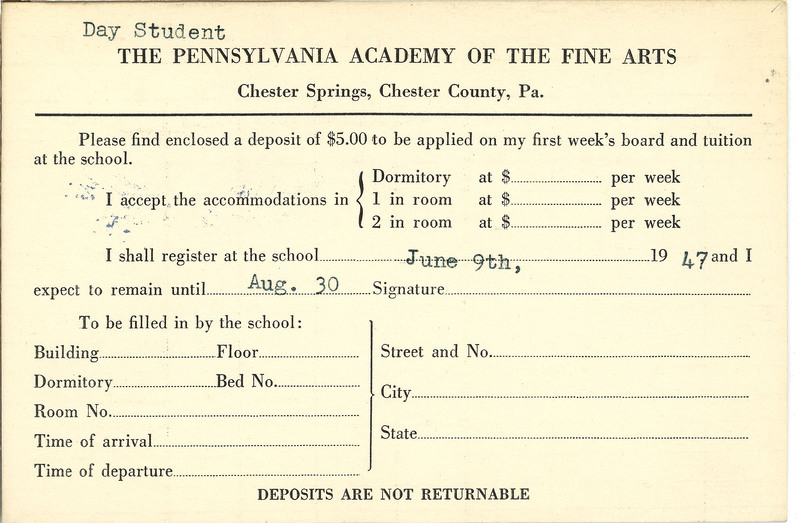 Day Student
THE PENNSYLVANIA ACADEMY OF THE FINE ARTS
Chester Springs, Chester County, Pa.
Please find enclosed a deposit of $5.00 to be applied on my first week's board and tuition
at the school.
I accept the accommodations in { Dormitory at $.................... per week
1 in room at $.................... per week
2 in room at $.................... per week
I shall register at the school.................... June 9th, ....................19 47 and I
expect to remain until.......... Aug. 30 Signature....................
To be filled in by the school:
Building....................Floor....................
Dormitory....................Bed No....................
Room No.....................
Time of arrival....................
Time of departure....................
Street and No.....................
City....................
State....................
DEPOSITS ARE NOT RETURNABLE